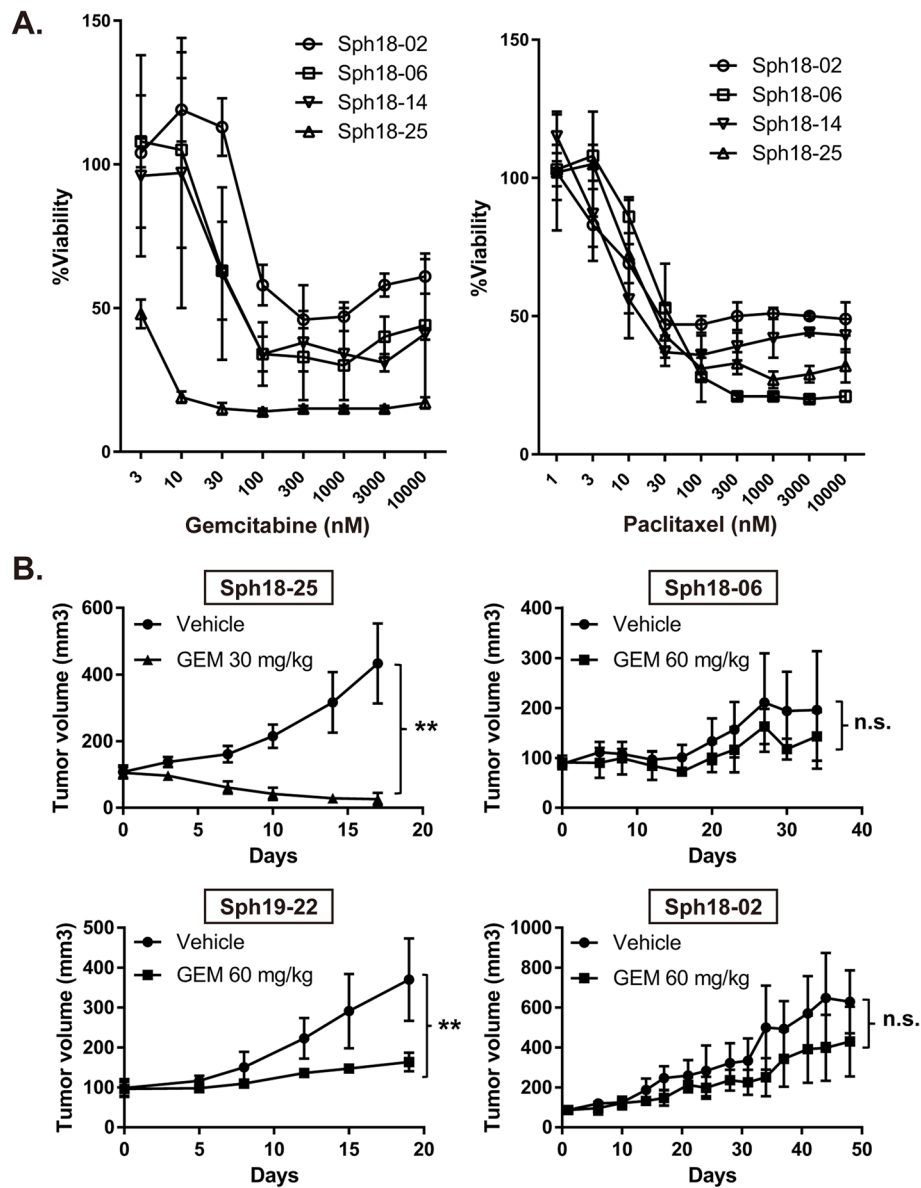 A.
150
100
50
0
%Viability
Sph18-02
Sph18-06
Sph18-14
Sph18-25
3 10 30 100 300 1000 3000 10000
Gemcitabine (nM)
150
100
50
0
%Viability
Sph18-02
Sph18-06
Sph18-14
Sph18-25
1 3 10 30 100 300 1000 3000 10000
Paclitaxel (nM)
B.
Sph18-25
600
400
200
0
Tumor volume (mm3)
Vehicle
GEM 30 mg/kg
**
0 5 10 15 20
Days
Sph18-06
400
300
200
100
0
Tumor volume (mm3)
Vehicle
GEM 60 mg/kg
n.s.
0 10 20 30 40
Days
Sph19-22
500
400
300
200
100
0
Tumor volume (mm3)
Vehicle
GEM 60 mg/kg
**
0 5 10 15 20
Days
Sph18-02
1000
800
600
400
200
0
Tumor volume (mm3)
Vehicle
GEM 60 mg/kg
n.s.
0 10 20 30 40 50
Days